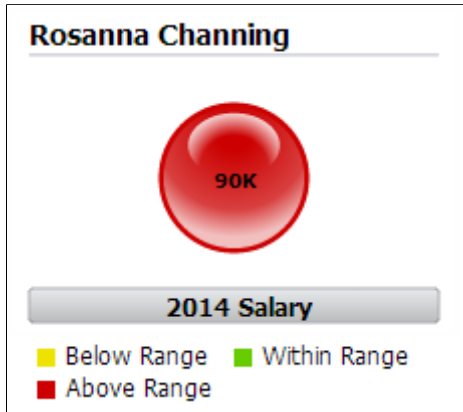 Rosanna Channing
90K
2014 Salary
Below Range Within Range
Above Range